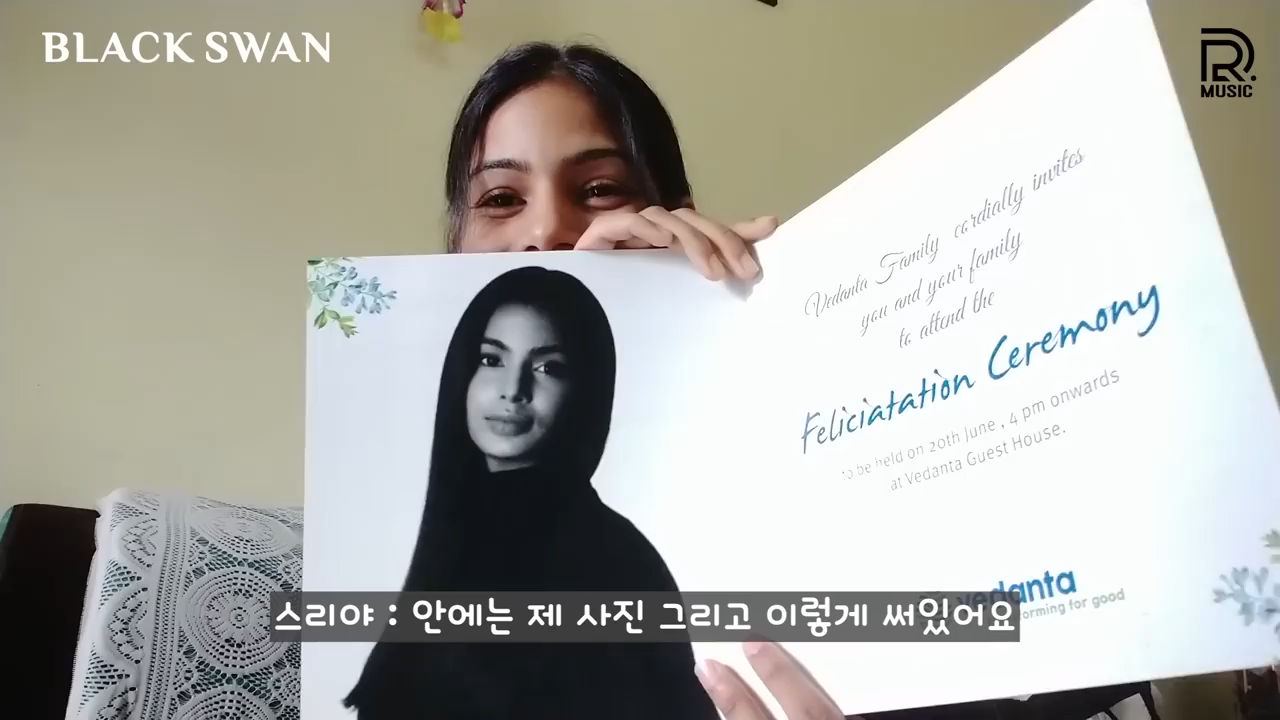 BLACK SWAN
DR.
MUSIC
Vedanta Family cordially invites
you and your family
to attend the
Feliciatation Ceremony
to be held on 20th June , 4 pm onwards
at Vedanta Guest House.
vedanta
forming for good
스리야 : 안에는 제 사진 그리고 이렇게 써있어요